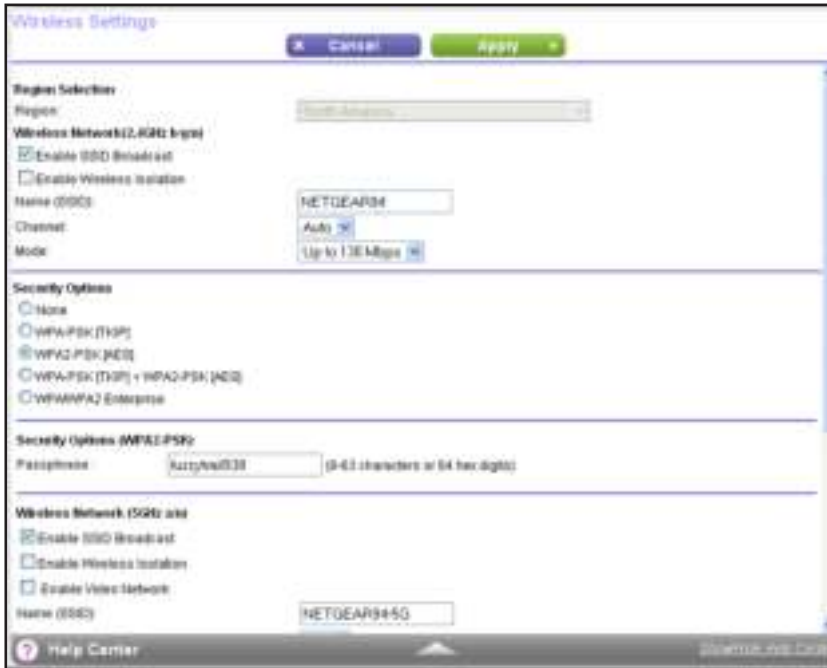 Wireless Settings
Cancel Apply
Region Selection
Region:
Wireless Network(2.4GHz b/g/n)
Enable SSID Broadcast
Enable Wireless Isolation
Name (SSID): NETGEAR94
Channel: Auto
Mode: Up to 130 Mbps
Security Options
None
WPA-PSK [TKIP]
WPA2-PSK [AES]
WPA-PSK [TKIP] + WPA2-PSK [AES]
WPA/WPA2 Enterprise
Security Options (WPA2-PSK)
Passphrase: (8-63 characters or 64 hex digits)
Wireless Network (5GHz a/n)
Enable SSID Broadcast
Enable Wireless Isolation
Enable Video Network
Name (SSID): NETGEAR94-5G
? Help Center